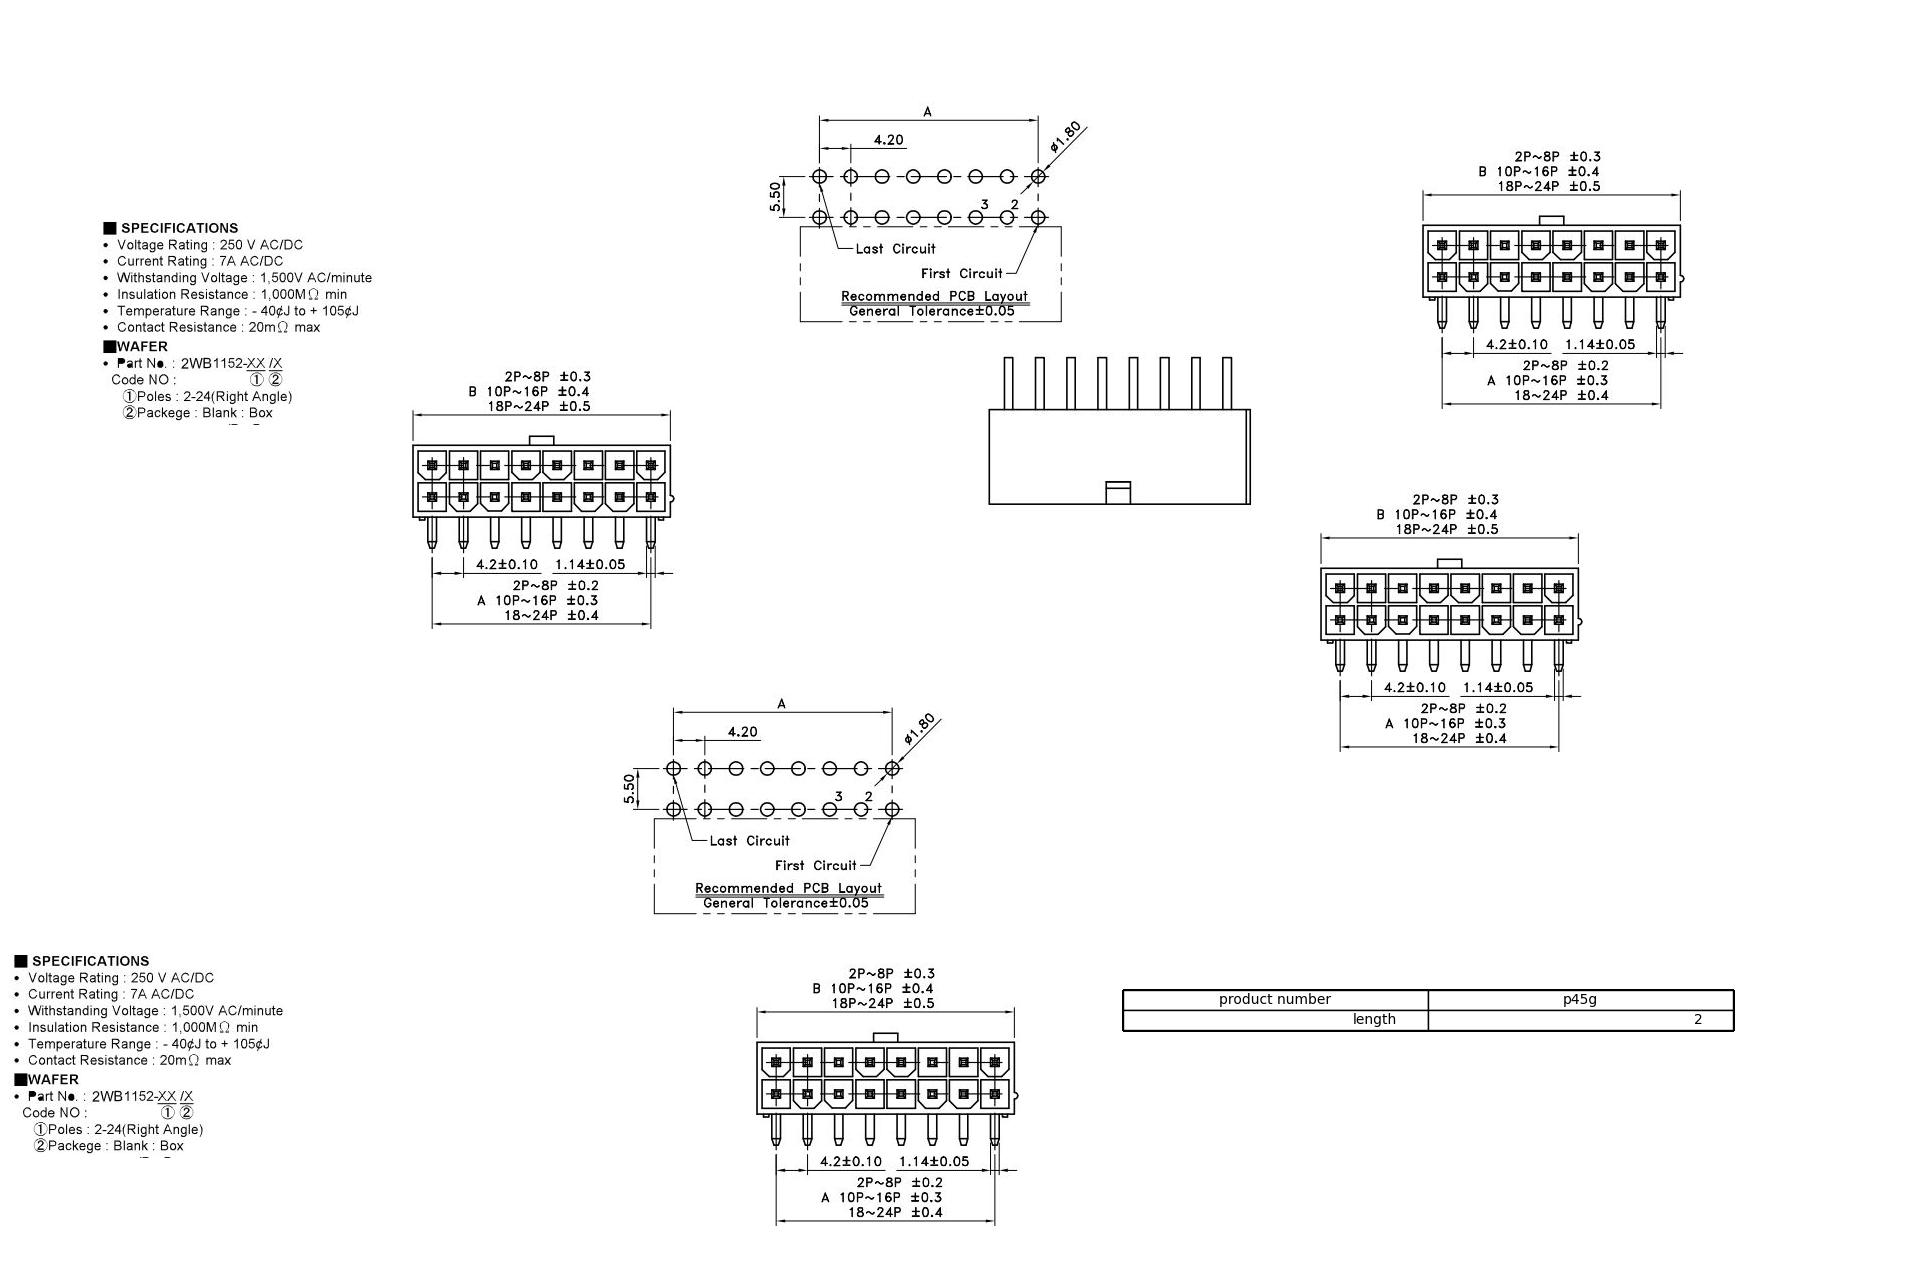 A
4.20
ø1.80
5.50
3 2
Last Circuit
First Circuit
Recommended PCB Layout
General Tolerance±0.05
2P~8P ±0.3
B 10P~16P ±0.4
18P~24P ±0.5
4.2±0.10 1.14±0.05
2P~8P ±0.2
A 10P~16P ±0.3
18~24P ±0.4
■ SPECIFICATIONS
• Voltage Rating : 250 V AC/DC
• Current Rating : 7A AC/DC
• Withstanding Voltage : 1,500V AC/minute
• Insulation Resistance : 1,000MΩ min
• Temperature Range : - 40¢J to + 105¢J
• Contact Resistance : 20mΩ max
■WAFER
• Part No. : 2WB1152-XX /X
Code NO : ① ②
①Poles : 2-24(Right Angle)
②Packege : Blank : Box
2P~8P ±0.3
B 10P~16P ±0.4
18P~24P ±0.5
4.2±0.10 1.14±0.05
2P~8P ±0.2
A 10P~16P ±0.3
18~24P ±0.4
2P~8P ±0.3
B 10P~16P ±0.4
18P~24P ±0.5
4.2±0.10 1.14±0.05
2P~8P ±0.2
A 10P~16P ±0.3
18~24P ±0.4
A
4.20
ø1.80
5.50
3 2
Last Circuit
First Circuit
Recommended PCB Layout
General Tolerance±0.05
■ SPECIFICATIONS
• Voltage Rating : 250 V AC/DC
• Current Rating : 7A AC/DC
• Withstanding Voltage : 1,500V AC/minute
• Insulation Resistance : 1,000MΩ min
• Temperature Range : - 40¢J to + 105¢J
• Contact Resistance : 20mΩ max
■WAFER
• Part No. : 2WB1152-XX /X
Code NO : ① ②
①Poles : 2-24(Right Angle)
②Packege : Blank : Box
2P~8P ±0.3
B 10P~16P ±0.4
18P~24P ±0.5
4.2±0.10 1.14±0.05
2P~8P ±0.2
A 10P~16P ±0.3
18~24P ±0.4
product number p45g
length 2